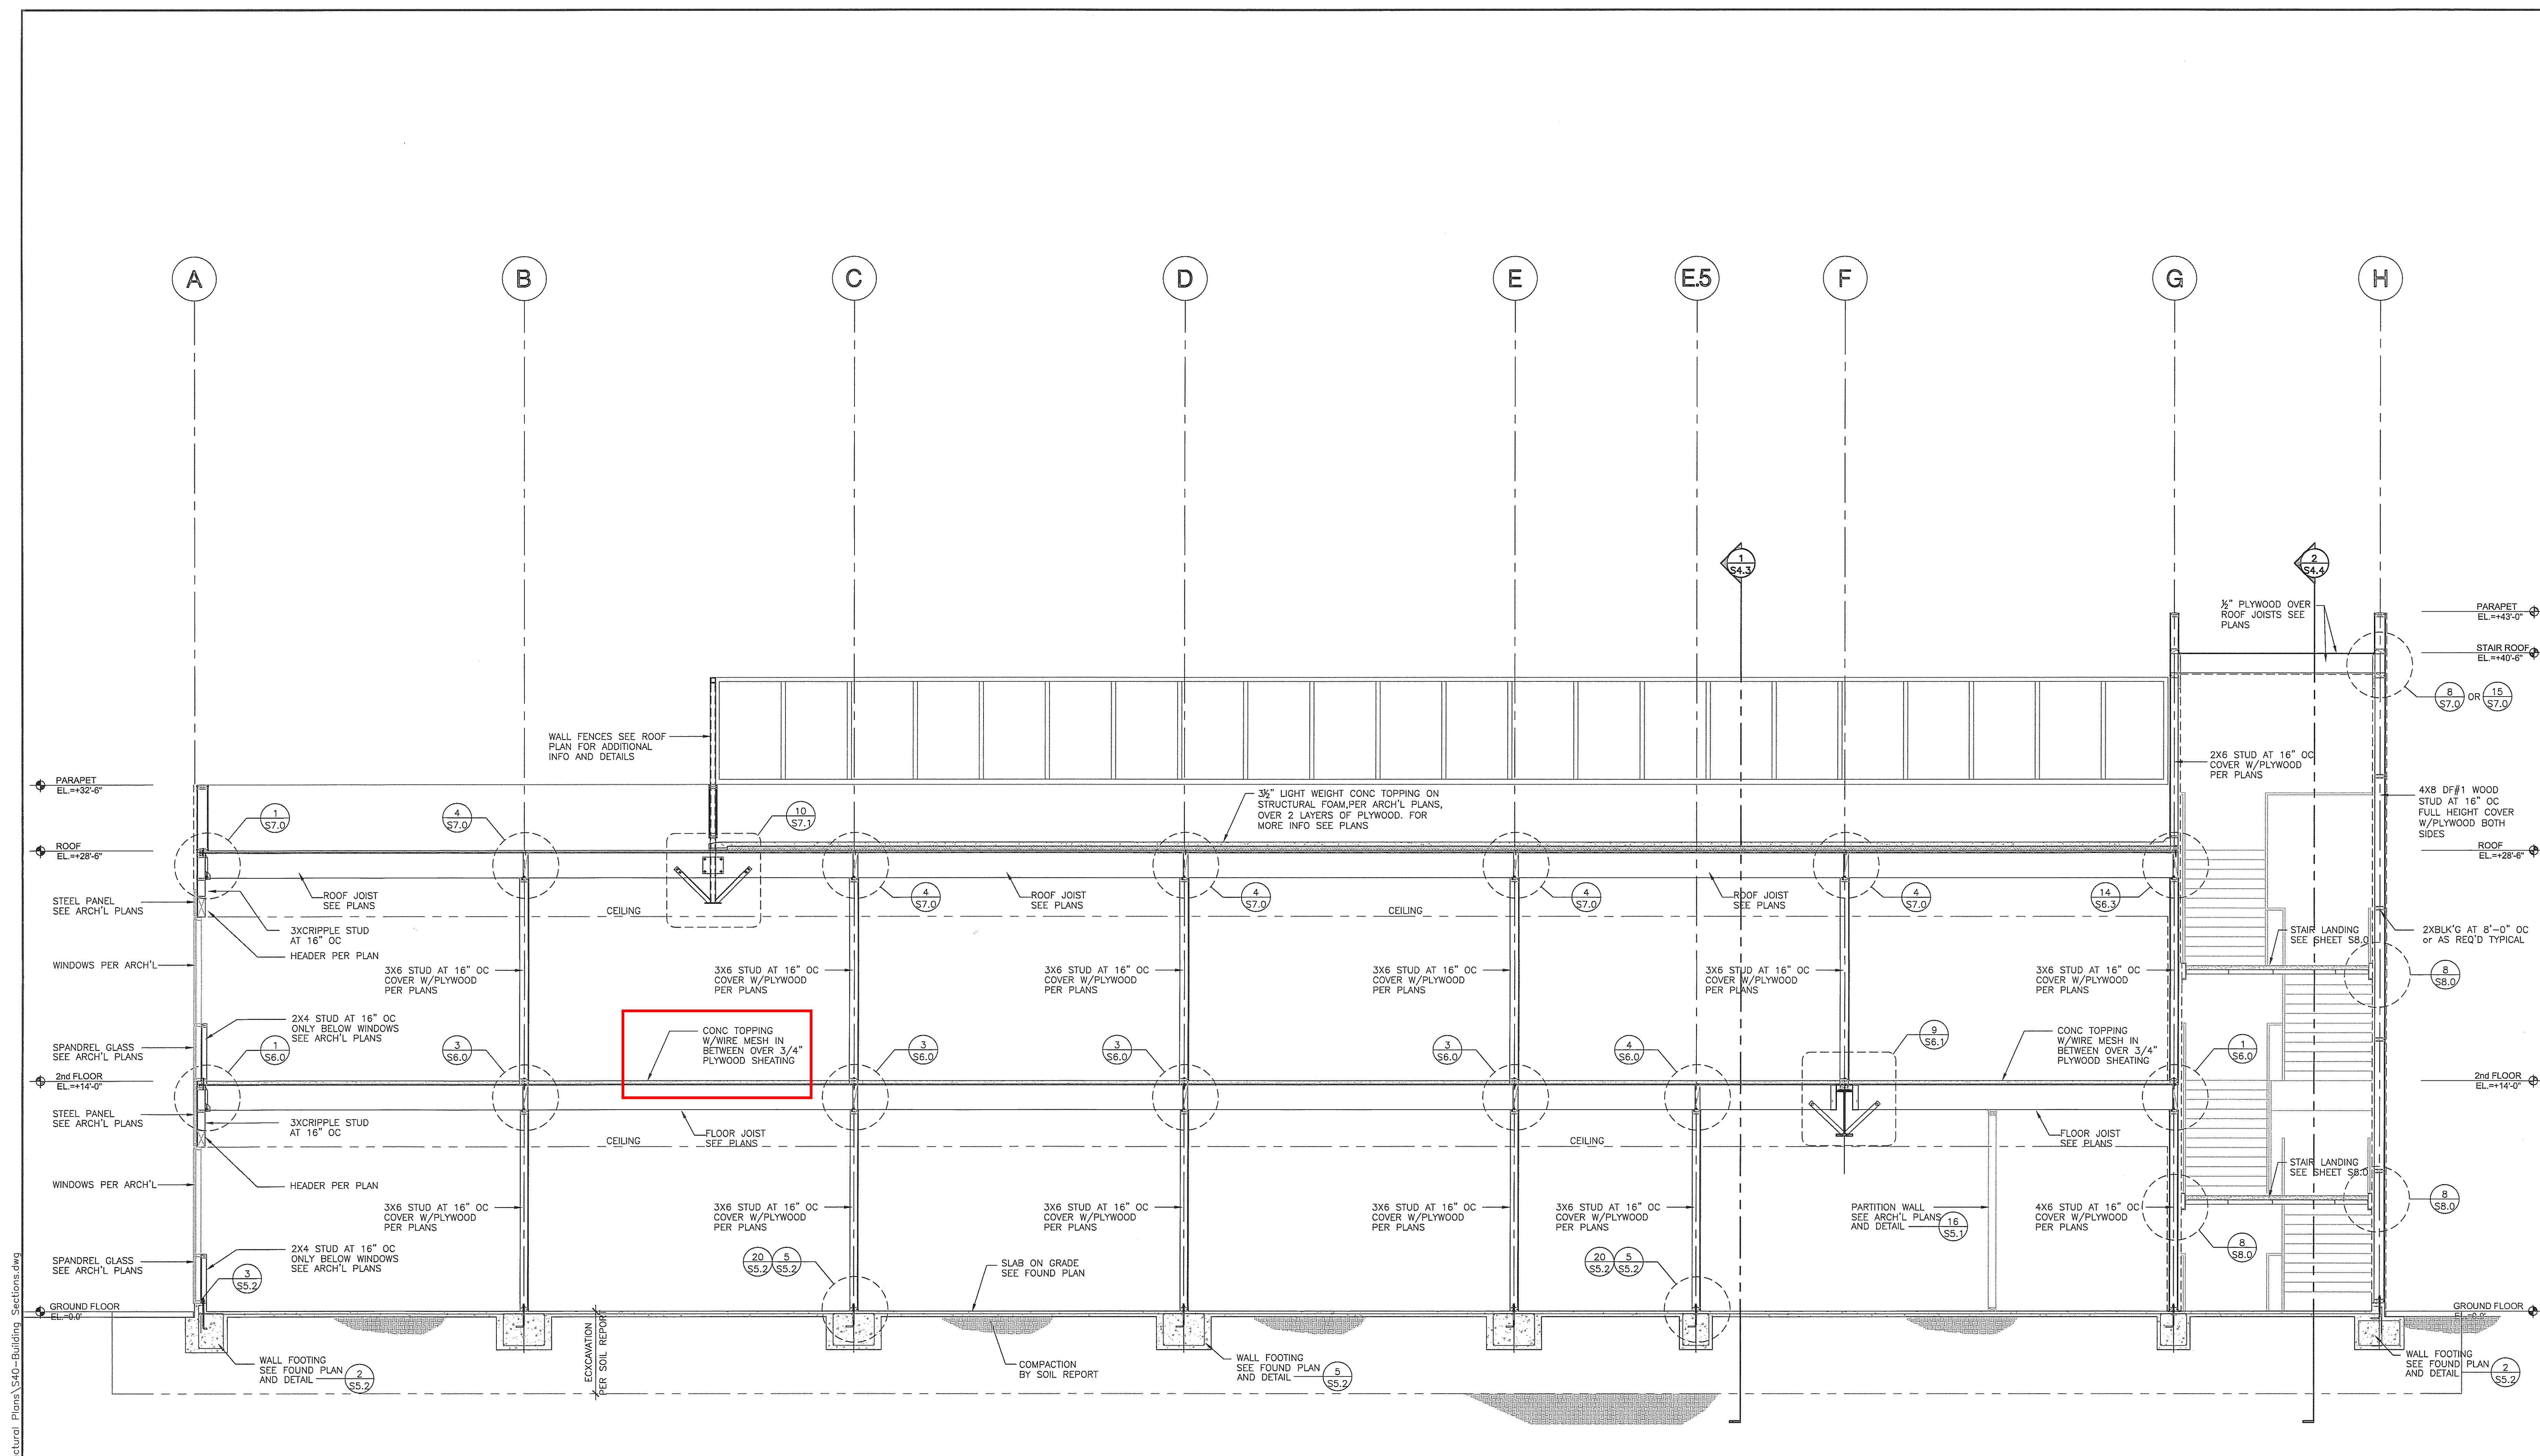 A
B
C
D
E
E.5
F
G
H
1
S4.3
2
S4.4
½" PLYWOOD OVER
ROOF JOISTS SEE
PLANS
PARAPET
EL.=+43'-0"
STAIR ROOF
EL.=+40'-6"
8
S7.0
OR
15
S7.0
WALL FENCES SEE ROOF
PLAN FOR ADDITIONAL
INFO AND DETAILS
2X6 STUD AT 16" OC
COVER W/PLYWOOD
PER PLANS
PARAPET
EL.=+32'-6"
3½" LIGHT WEIGHT CONC TOPPING ON
STRUCTURAL FOAM,PER ARCH'L PLANS,
OVER 2 LAYERS OF PLYWOOD. FOR
MORE INFO SEE PLANS
4X8 DF#1 WOOD
STUD AT 16" OC
FULL HEIGHT COVER
W/PLYWOOD BOTH
SIDES
1
S7.0
4
S7.0
10
S7.1
ROOF
EL.=+28'-6"
ROOF
EL.=+28'-6"
STEEL PANEL
SEE ARCH'L PLANS
ROOF JOIST
SEE PLANS
4
S7.0
ROOF JOIST
SEE PLANS
4
S7.0
4
S7.0
ROOF JOIST
SEE PLANS
4
S7.0
14
S6.3
CEILING
CEILING
3XCRIPPLE STUD
AT 16" OC
HEADER PER PLAN
STAIR LANDING
SEE SHEET S8.0
2XBLK'G AT 8'-0" OC
or AS REQ'D TYPICAL
WINDOWS PER ARCH'L
3X6 STUD AT 16" OC
COVER W/PLYWOOD
PER PLANS
3X6 STUD AT 16" OC
COVER W/PLYWOOD
PER PLANS
3X6 STUD AT 16" OC
COVER W/PLYWOOD
PER PLANS
3X6 STUD AT 16" OC
COVER W/PLYWOOD
PER PLANS
3X6 STUD AT 16" OC
COVER W/PLYWOOD
PER PLANS
3X6 STUD AT 16" OC
COVER W/PLYWOOD
PER PLANS
8
S8.0
2X4 STUD AT 16" OC
ONLY BELOW WINDOWS
SEE ARCH'L PLANS
SPANDREL GLASS
SEE ARCH'L PLANS
1
S6.0
3
S6.0
CONC TOPPING
W/WIRE MESH IN
BETWEEN OVER 3/4"
PLYWOOD SHEATING
3
S6.0
3
S6.0
3
S6.0
4
S6.0
9
S6.1
CONC TOPPING
W/WIRE MESH IN
BETWEEN OVER 3/4"
PLYWOOD SHEATING
1
S6.0
2nd FLOOR
EL.=+14'-0"
2nd FLOOR
EL.=+14'-0"
STEEL PANEL
SEE ARCH'L PLANS
3XCRIPPLE STUD
AT 16" OC
CEILING
FLOOR JOIST
SEE PLANS
CEILING
FLOOR JOIST
SEE PLANS
STAIR LANDING
SEE SHEET S8.0
WINDOWS PER ARCH'L
HEADER PER PLAN
3X6 STUD AT 16" OC
COVER W/PLYWOOD
PER PLANS
3X6 STUD AT 16" OC
COVER W/PLYWOOD
PER PLANS
3X6 STUD AT 16" OC
COVER W/PLYWOOD
PER PLANS
3X6 STUD AT 16" OC
COVER W/PLYWOOD
PER PLANS
3X6 STUD AT 16" OC
COVER W/PLYWOOD
PER PLANS
PARTITION WALL
SEE ARCH'L PLANS
AND DETAIL
16
S5.1
4X6 STUD AT 16" OC
COVER W/PLYWOOD
PER PLANS
8
S8.0
8
S8.0
2X4 STUD AT 16" OC
ONLY BELOW WINDOWS
SEE ARCH'L PLANS
SPANDREL GLASS
SEE ARCH'L PLANS
3
S5.2
20
S5.2
5
S5.2
SLAB ON GRADE
SEE FOUND PLAN
20
S5.2
5
S5.2
GROUND FLOOR
EL.=0.0'
GROUND FLOOR
EL.=0.0'
ECXCAVATION
PER SOIL REPORT
WALL FOOTING
SEE FOUND PLAN
AND DETAIL
2
S5.2
COMPACTION
BY SOIL REPORT
WALL FOOTING
SEE FOUND PLAN
AND DETAIL
5
S5.2
WALL FOOTING
SEE FOUND PLAN
AND DETAIL
2
S5.2
ctural Plans\S40-Building Sections.dwg